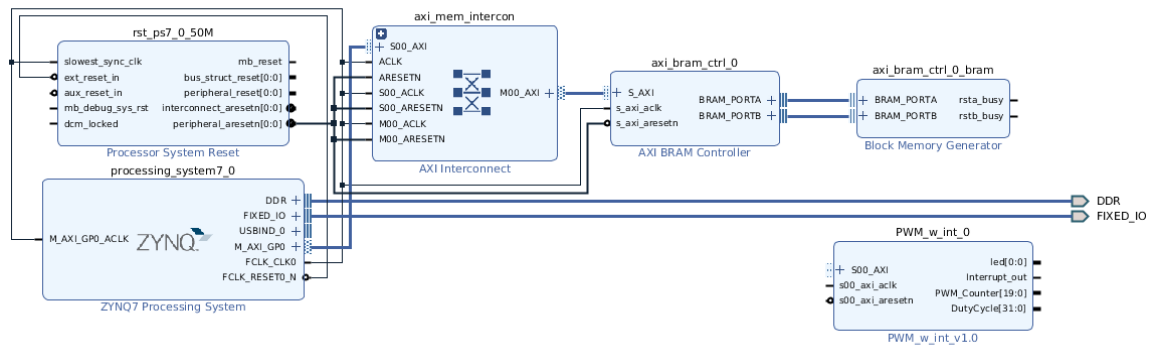 rst_ps7_0_50M
slowest_sync_clk
ext_reset_in
aux_reset_in
mb_debug_sys_rst
dcm_locked
mb_reset
bus_struct_reset[0:0]
peripheral_reset[0:0]
interconnect_aresetn[0:0]
peripheral_aresetn[0:0]
Processor System Reset
axi_mem_intercon
S00_AXI
ACLK
ARESETN
S00_ACLK
S00_ARESETN
M00_ACLK
M00_ARESETN
M00_AXI
AXI Interconnect
axi_bram_ctrl_0
S_AXI
s_axi_aclk
s_axi_aresetn
BRAM_PORTA
BRAM_PORTB
AXI BRAM Controller
axi_bram_ctrl_0_bram
BRAM_PORTA
BRAM_PORTB
rsta_busy
rstb_busy
Block Memory Generator
processing_system7_0
M_AXI_GP0_ACLK
ZYNQ
DDR
FIXED_IO
USBIND_0
M_AXI_GP0
FCLK_CLK0
FCLK_RESET0_N
ZYNQ7 Processing System
DDR
FIXED_IO
PWM_w_int_0
S00_AXI
s00_axi_aclk
s00_axi_aresetn
led[0:0]
Interrupt_out
PWM_Counter[19:0]
DutyCycle[31:0]
PWM_w_int_v1.0